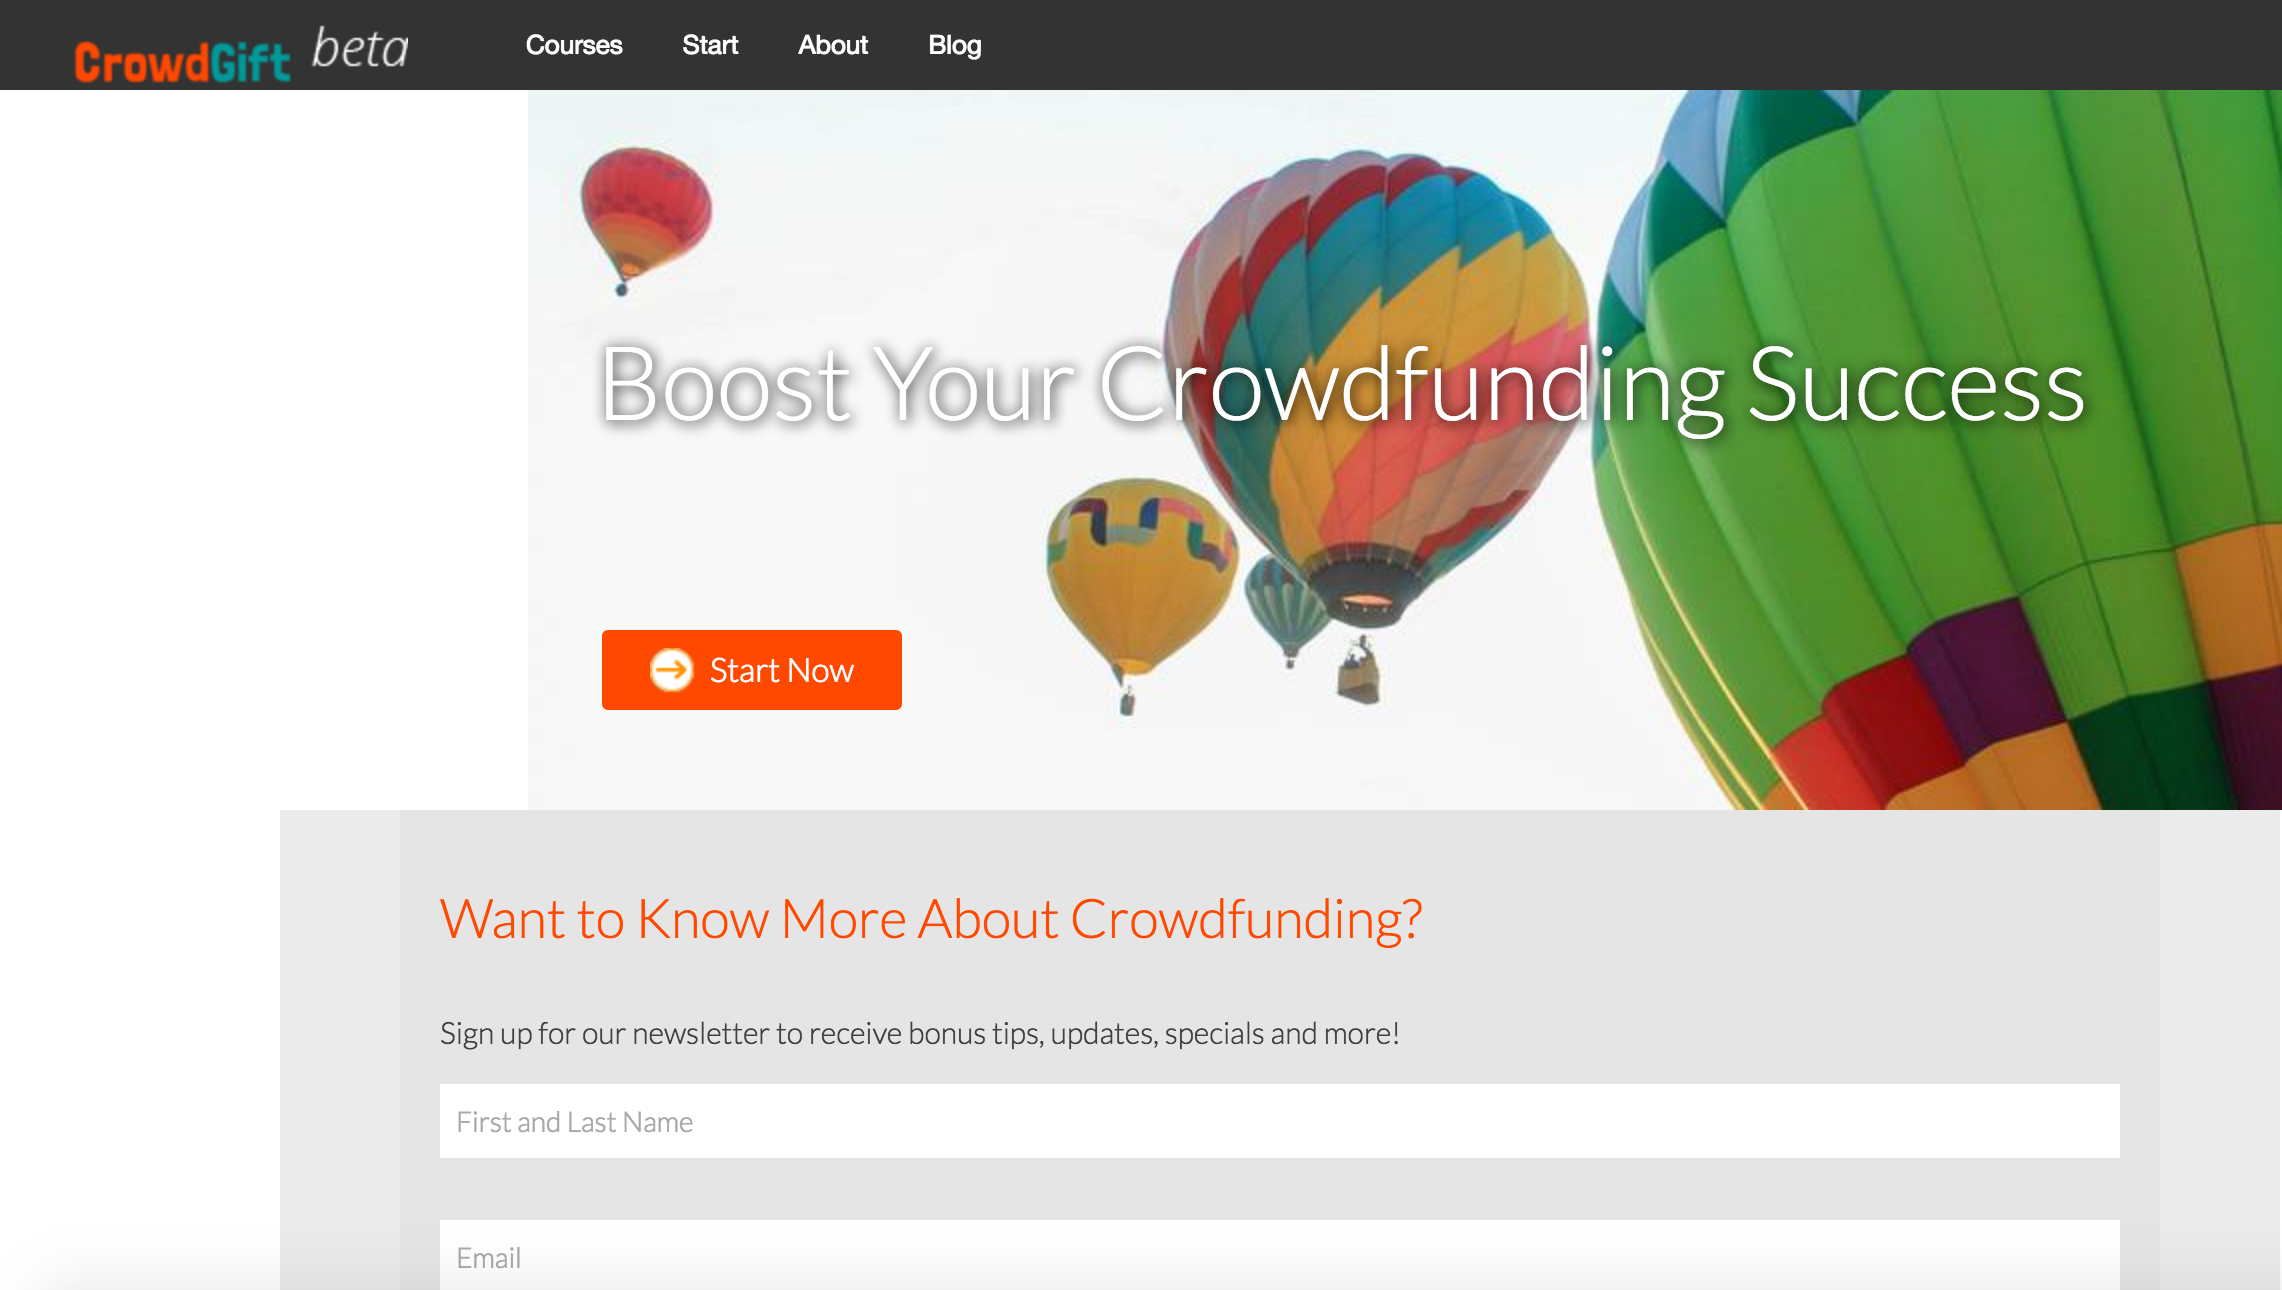 CrowdGift beta
Courses Start About Blog
Boost Your Crowdfunding Success
Start Now
Want to Know More About Crowdfunding?
Sign up for our newsletter to receive bonus tips, updates, specials and more!
First and Last Name
Email